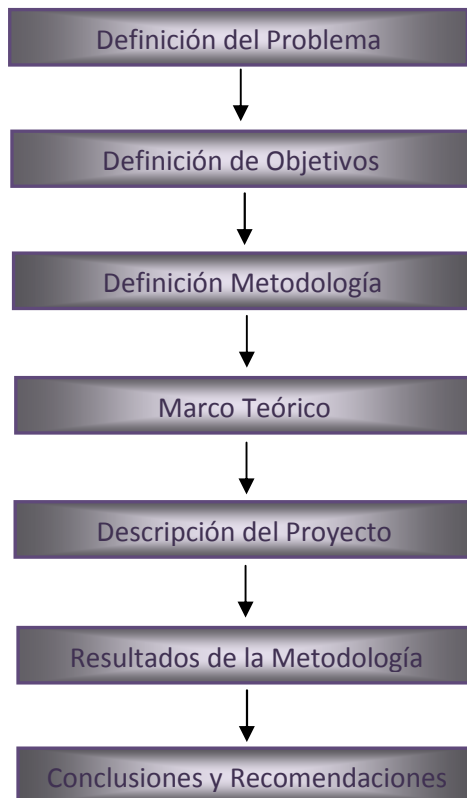 Definición del Problema
Definición de Objetivos
Definición Metodología
Marco Teórico
Descripción del Proyecto
Resultados de la Metodología
Conclusiones y Recomendaciones